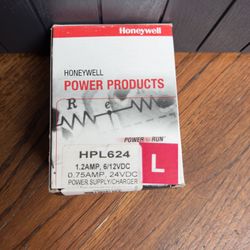 Honeywell
HONEYWELL
POWER PRODUCTS
R e
POWER RUN
HPL624
1.2AMP, 6/12VDC
0.75AMP, 24VDC
POWER SUPPLY/CHARGER
L